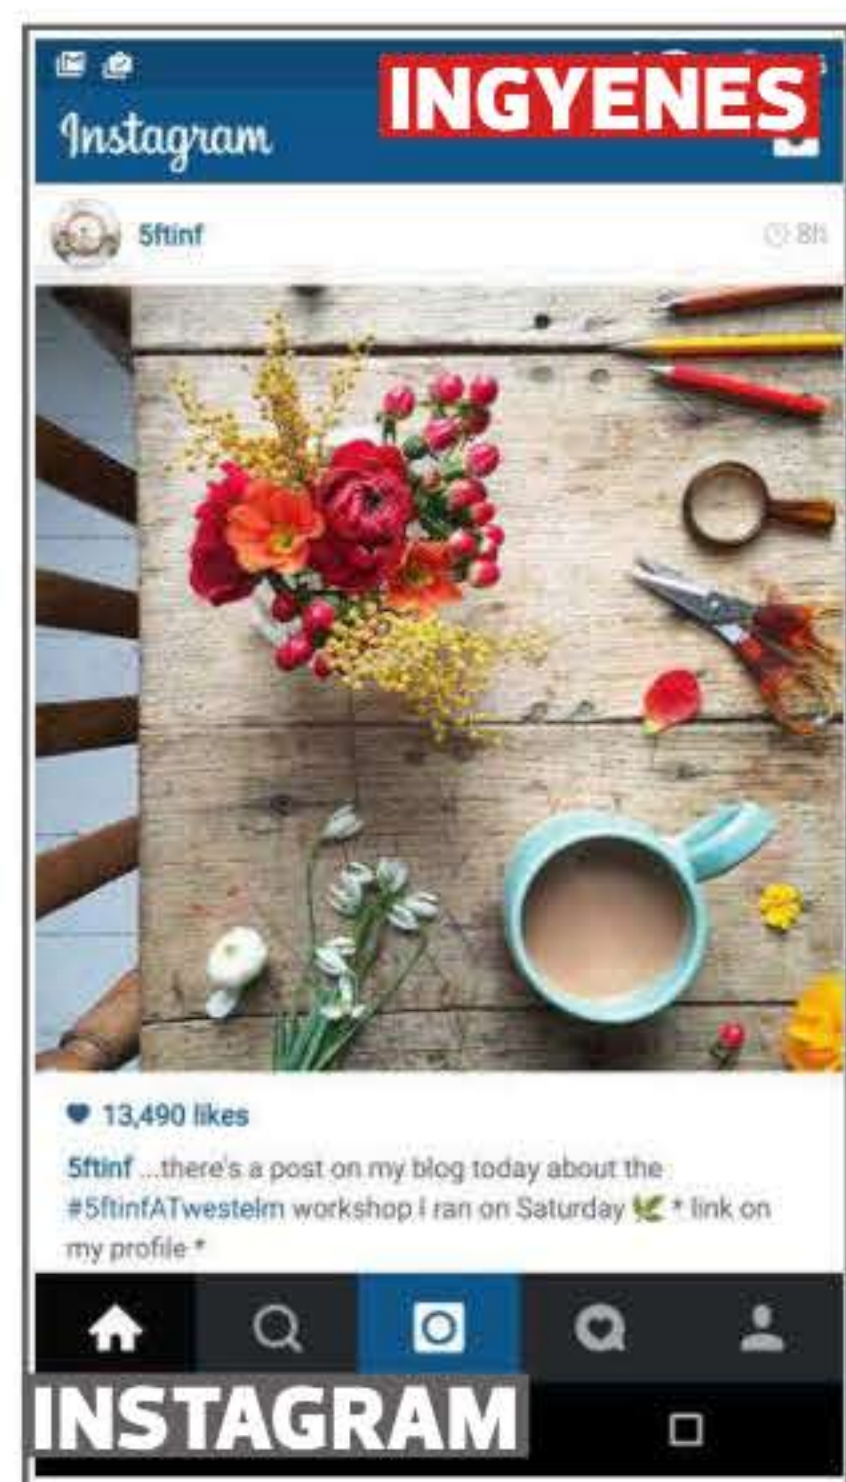 INGYENES
Instagram
5ftinf
8h
13,490 likes
5ftinf ...there's a post on my blog today about the
#5ftinfATwestelm workshop I ran on Saturday 🌿 * link on
my profile *
INSTAGRAM